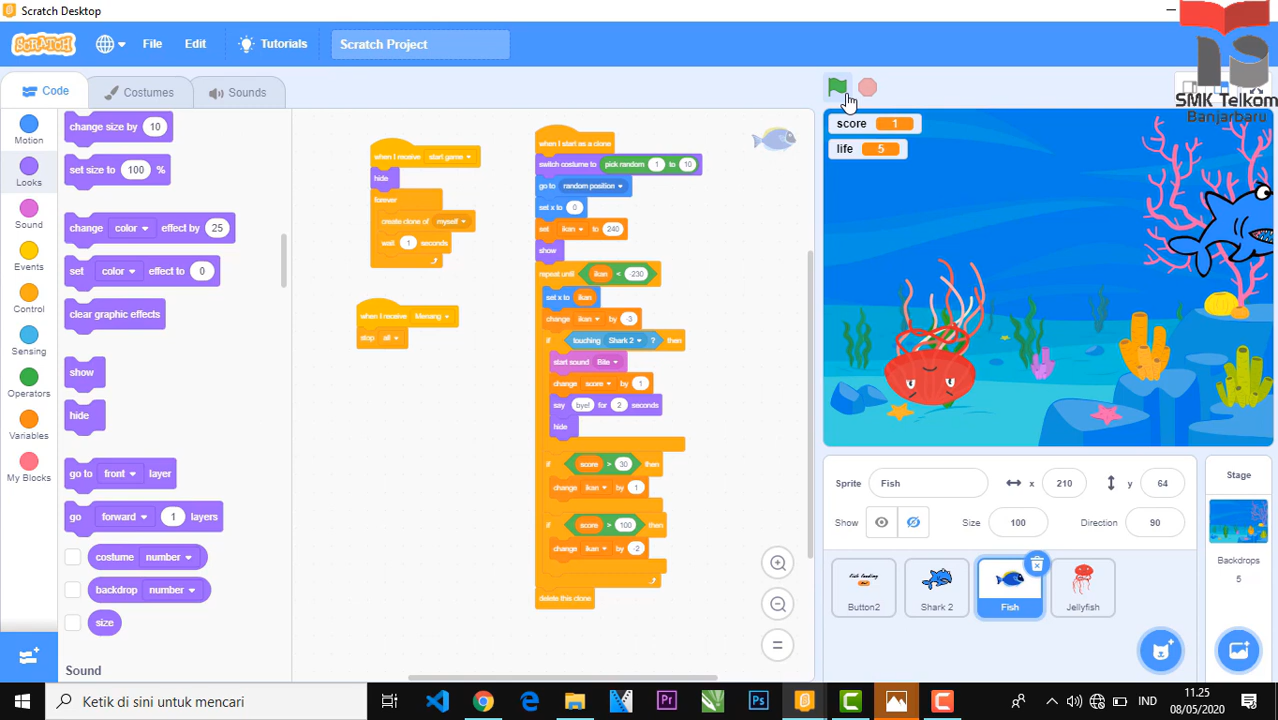 Scratch Desktop
SCRATCH
File
Edit
Tutorials
Scratch Project
SMK Telkom
Banjarbaru
Code
Costumes
Sounds
Motion
Looks
Sound
Events
Control
Sensing
Operators
Variables
My Blocks
change size by 10
set size to 100 %
change color effect by 25
set color effect to 0
clear graphic effects
show
hide
go to front layer
go forward 1 layers
costume number
backdrop number
size
Sound
when I receive start game
hide
forever
create clone of myself
wait 1 seconds
when I receive Menang
stop all
when I start as a clone
switch costume to pick random 1 to 10
go to random position
set x to 0
set ikan to 240
show
repeat until ikan < -230
set x to ikan
change ikan by -3
if touching Shark 2 ? then
start sound Bite
change score by 1
say bye! for 2 seconds
hide
if score > 30 then
change ikan by 1
if score > 100 then
change ikan by -2
delete this clone
score 1
life 5
Sprite Fish x 210 y 64
Show Size 100 Direction 90
Button2
Shark 2
Fish
Jellyfish
Stage
Backdrops
5
Ketik di sini untuk mencari
Pr
Ps
IND
11.25
08/05/2020